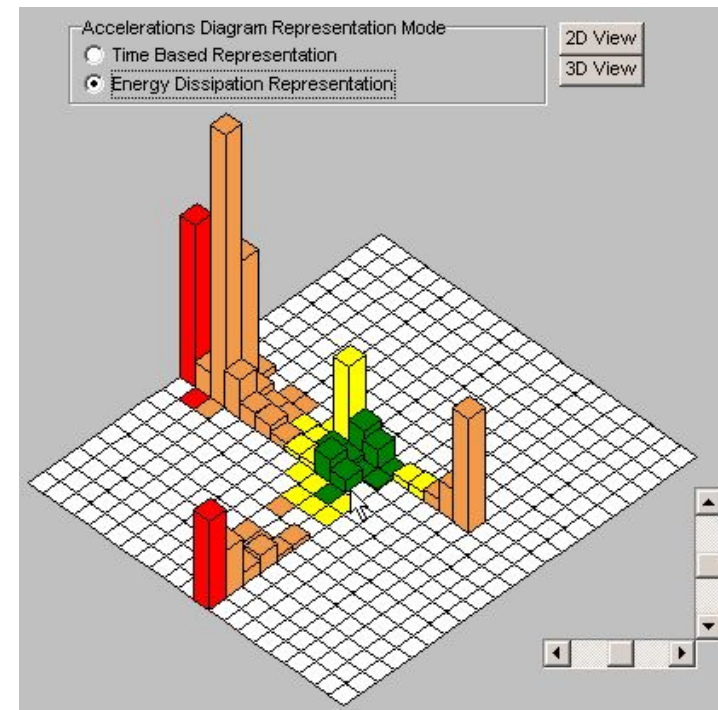 Accelerations Diagram Representation Mode
Time Based Representation
Energy Dissipation Representation
2D View
3D View